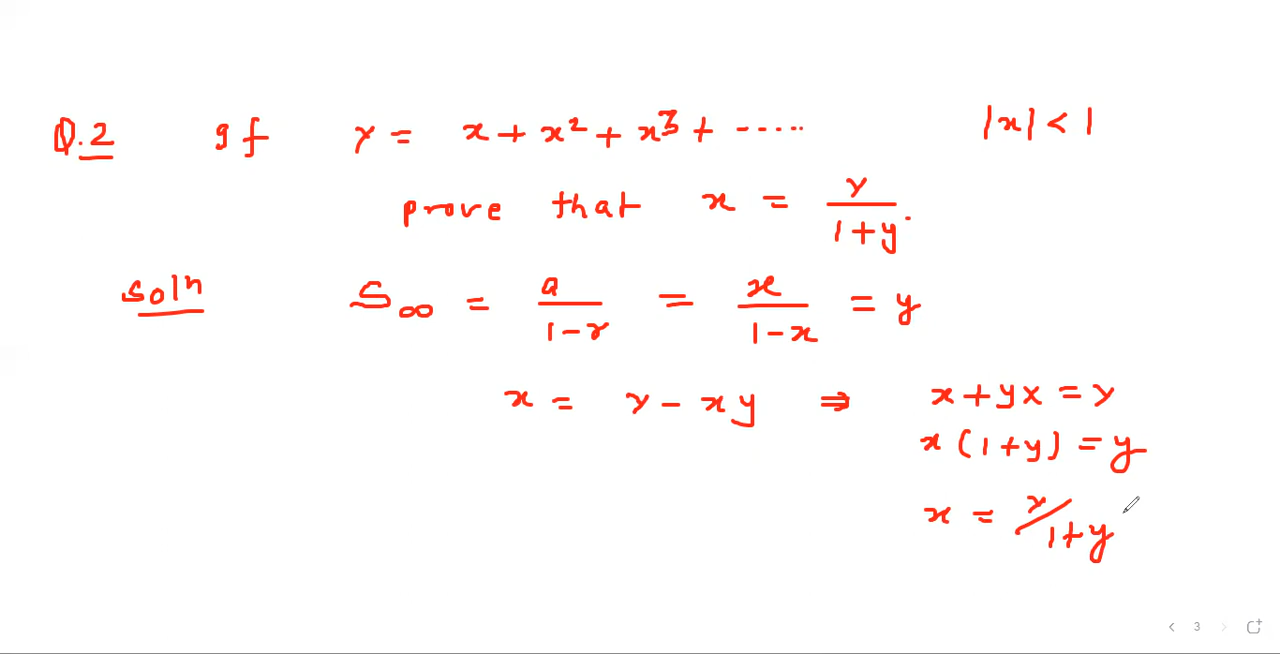 Q.2 If y = x + x² + x³ + ..... |x| < 1
prove that x = y/1+y.
Soln S∞ = a/1-r = x/1-x = y
x = y - xy ⇒ x + yx = y
x(1+y) = y
x = y/1+y
3